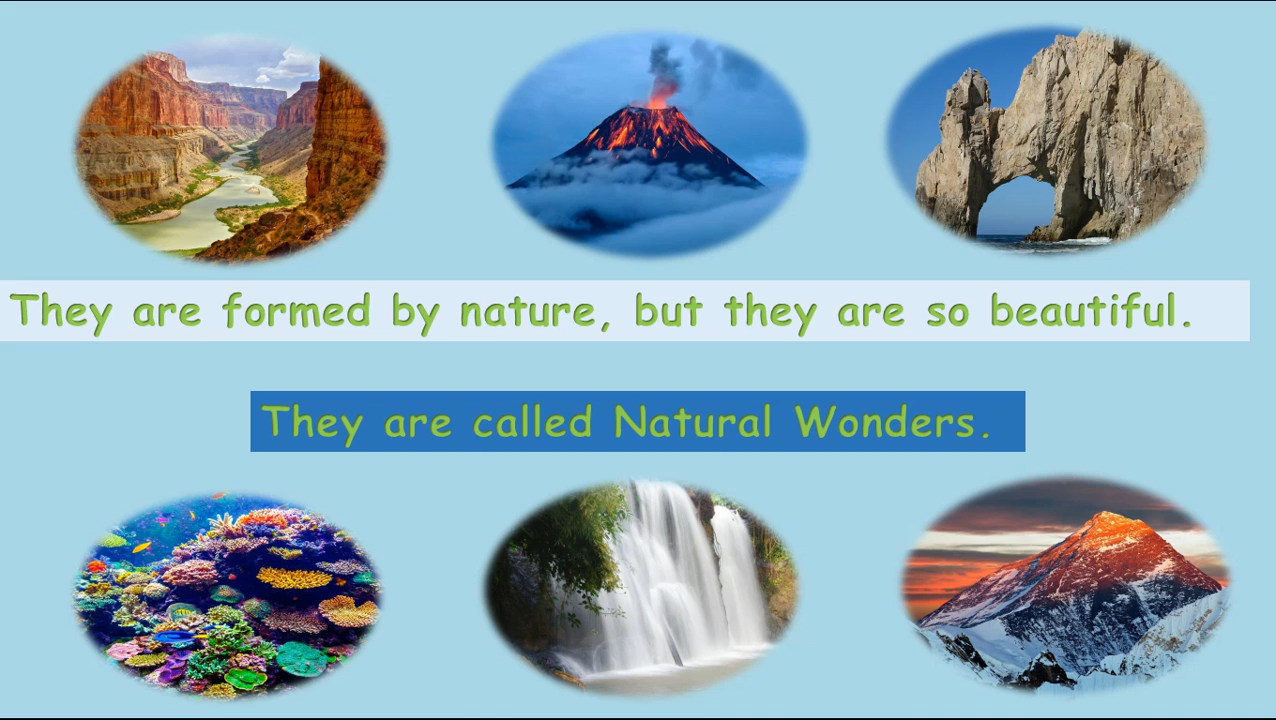 They are formed by nature, but they are so beautiful.
They are called Natural Wonders.